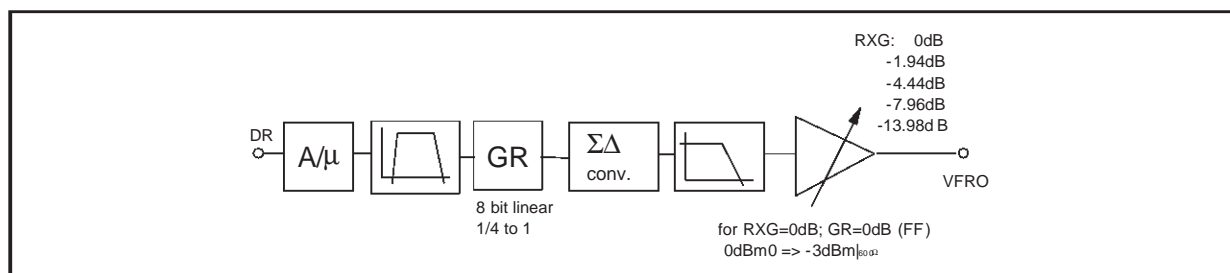 RXG: 0dB
-1.94dB
-4.44dB
-7.96dB
-13.98d B
DR
A/μ
GR
ΣΔ
conv.
VFRO
8 bit linear
1/4 to 1
for RXG=0dB; GR=0dB (FF)
0dBm0 => -3dBm|600Ω